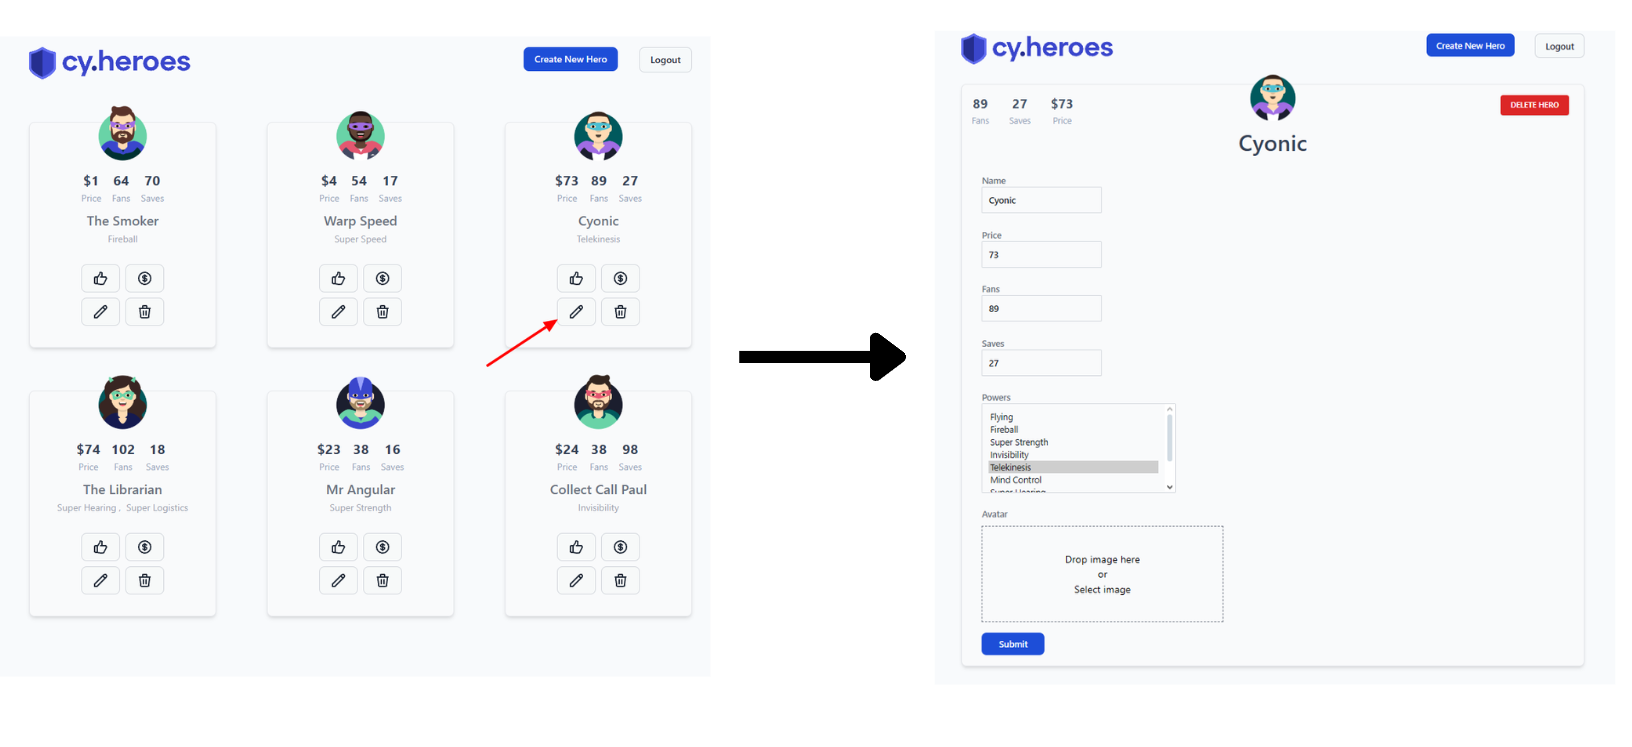 cy.heroes
Create New Hero
Logout
$1 64 70
Price Fans Saves
The Smoker
Fireball
$4 54 17
Price Fans Saves
Warp Speed
Super Speed
$73 89 27
Price Fans Saves
Cyonic
Telekinesis
$74 102 18
Price Fans Saves
The Librarian
Super Hearing , Super Logistics
$23 38 16
Price Fans Saves
Mr Angular
Super Strength
$24 38 98
Price Fans Saves
Collect Call Paul
Invisibility
cy.heroes
Create New Hero
Logout
89 27 $73
Fans Saves Price
DELETE HERO
Cyonic
Name
Cyonic
Price
73
Fans
89
Saves
27
Powers
Flying
Fireball
Super Strength
Invisibility
Telekinesis
Mind Control
Super Hearing
Avatar
Drop image here
or
Select image
Submit